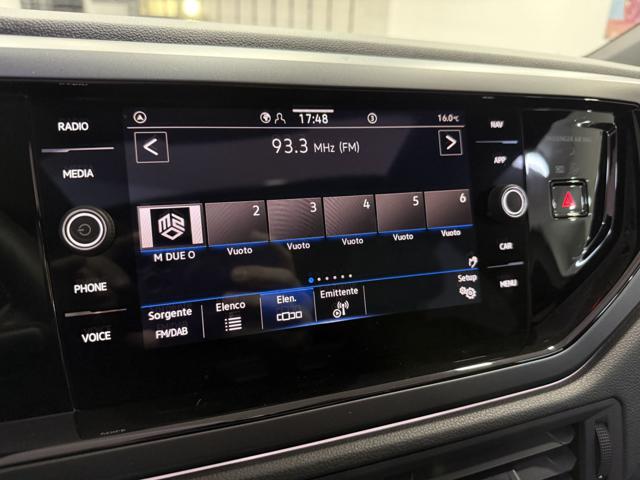 RADIO
MEDIA
PHONE
VOICE
17:48
3
16.0°C
93.3 MHz (FM)
2
3
4
5
6
M DUE O
Vuoto
Vuoto
Vuoto
Vuoto
Vuoto
Setup
Sorgente
FM/DAB
Elenco
Elen.
Emittente
NAV
APP
CAR
MENU